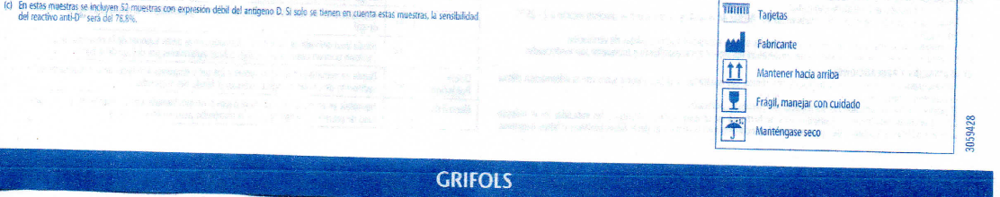 (c) En estas muestras se incluyen 52 muestras con expresión débil del antígeno D. Si solo se tienen en cuenta estas muestras, la sensibilidad
del reactivo anti-D será del 78,8%.
Tarjetas
Fabricante
Mantener hacia arriba
Frágil, manejar con cuidado
Manténgase seco
3059428
GRIFOLS